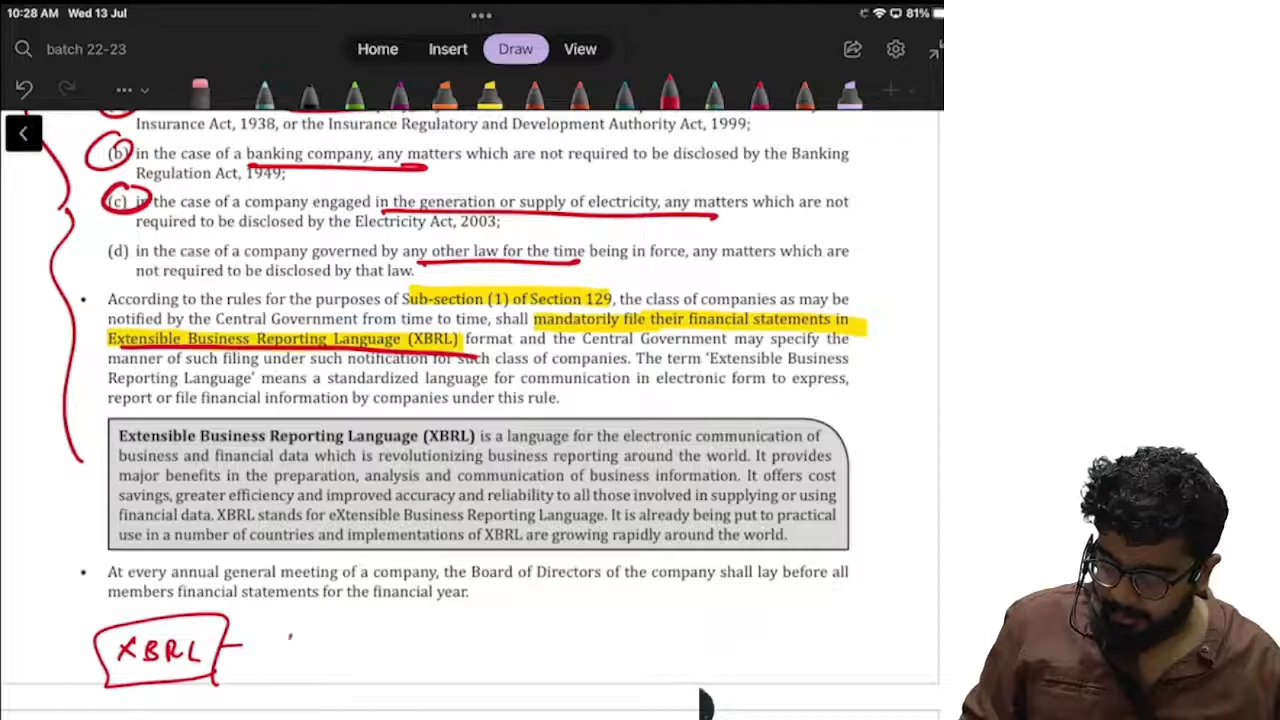 10:28 AM Wed 13 Jul
81%
batch 22-23
Home Insert Draw View
Insurance Act, 1938, or the Insurance Regulatory and Development Authority Act, 1999;
(b) in the case of a banking company, any matters which are not required to be disclosed by the Banking
Regulation Act, 1949;
(c) in the case of a company engaged in the generation or supply of electricity, any matters which are not
required to be disclosed by the Electricity Act, 2003;
(d) in the case of a company governed by any other law for the time being in force, any matters which are
not required to be disclosed by that law.
• According to the rules for the purposes of Sub-section (1) of Section 129, the class of companies as may be
notified by the Central Government from time to time, shall mandatorily file their financial statements in
Extensible Business Reporting Language (XBRL) format and the Central Government may specify the
manner of such filing under such notification for such class of companies. The term ‘Extensible Business
Reporting Language’ means a standardized language for communication in electronic form to express,
report or file financial information by companies under this rule.
Extensible Business Reporting Language (XBRL) is a language for the electronic communication of
business and financial data which is revolutionizing business reporting around the world. It provides
major benefits in the preparation, analysis and communication of business information. It offers cost
savings, greater efficiency and improved accuracy and reliability to all those involved in supplying or using
financial data. XBRL stands for eXtensible Business Reporting Language. It is already being put to practical
use in a number of countries and implementations of XBRL are growing rapidly around the world.
• At every annual general meeting of a company, the Board of Directors of the company shall lay before all
members financial statements for the financial year.
XBRL